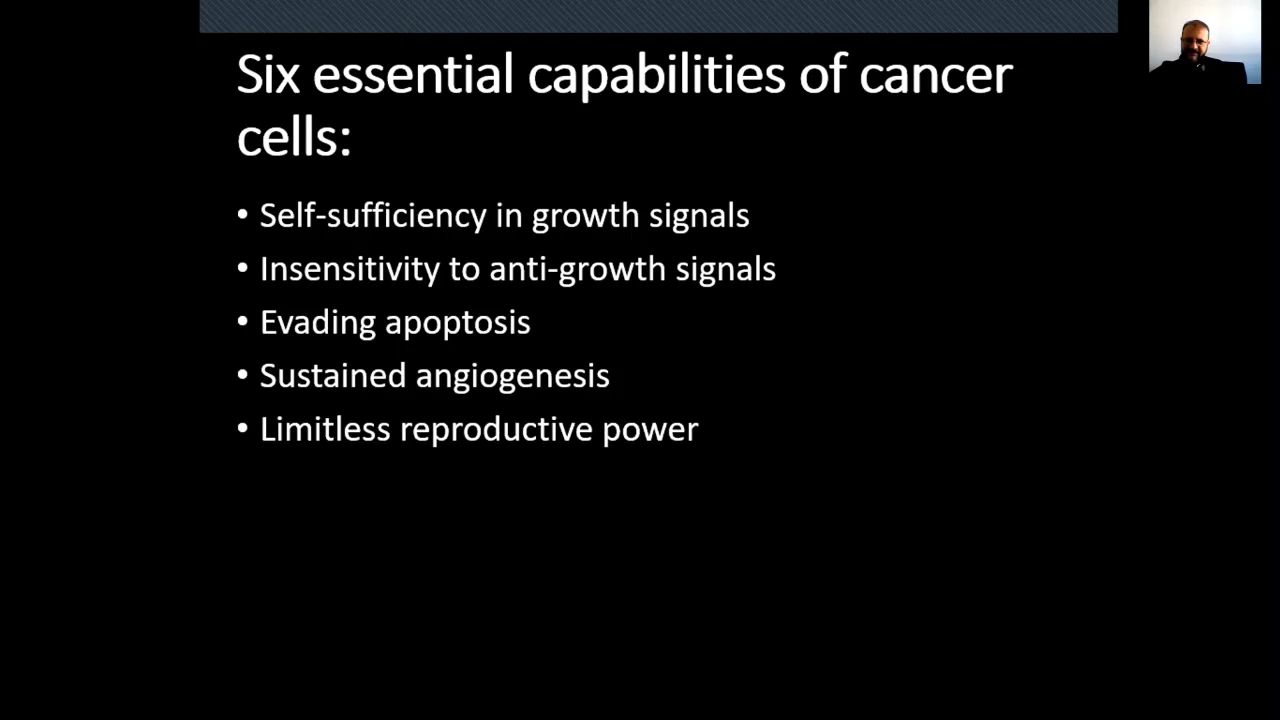 Six essential capabilities of cancer
cells:
• Self-sufficiency in growth signals
• Insensitivity to anti-growth signals
• Evading apoptosis
• Sustained angiogenesis
• Limitless reproductive power